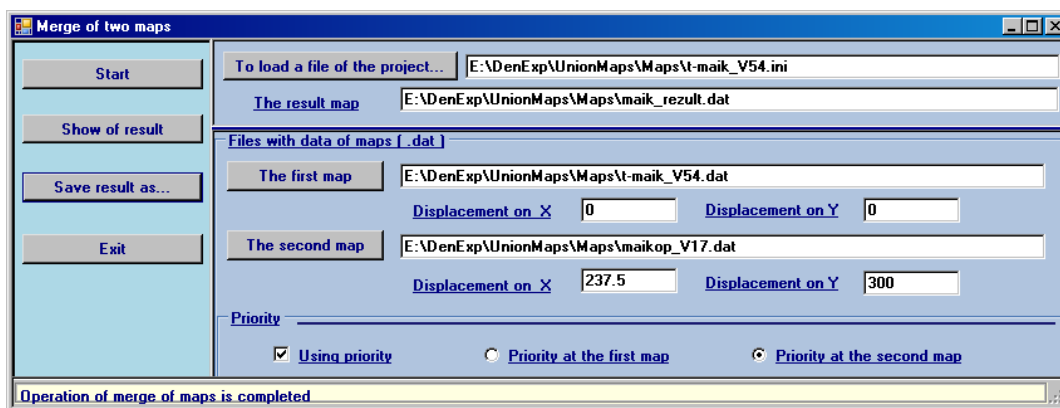 Merge of two maps
Start
Show of result
Save result as...
Exit
To load a file of the project... E:\DenExp\UnionMaps\Maps\t-maik_V54.ini
The result map E:\DenExp\UnionMaps\Maps\maik_rezult.dat
Files with data of maps ( .dat )
The first map E:\DenExp\UnionMaps\Maps\t-maik_V54.dat
Displacement on X 0 Displacement on Y 0
The second map E:\DenExp\UnionMaps\Maps\maikop_V17.dat
Displacement on X 237.5 Displacement on Y 300
Priority
Using priority Priority at the first map Priority at the second map
Operation of merge of maps is completed